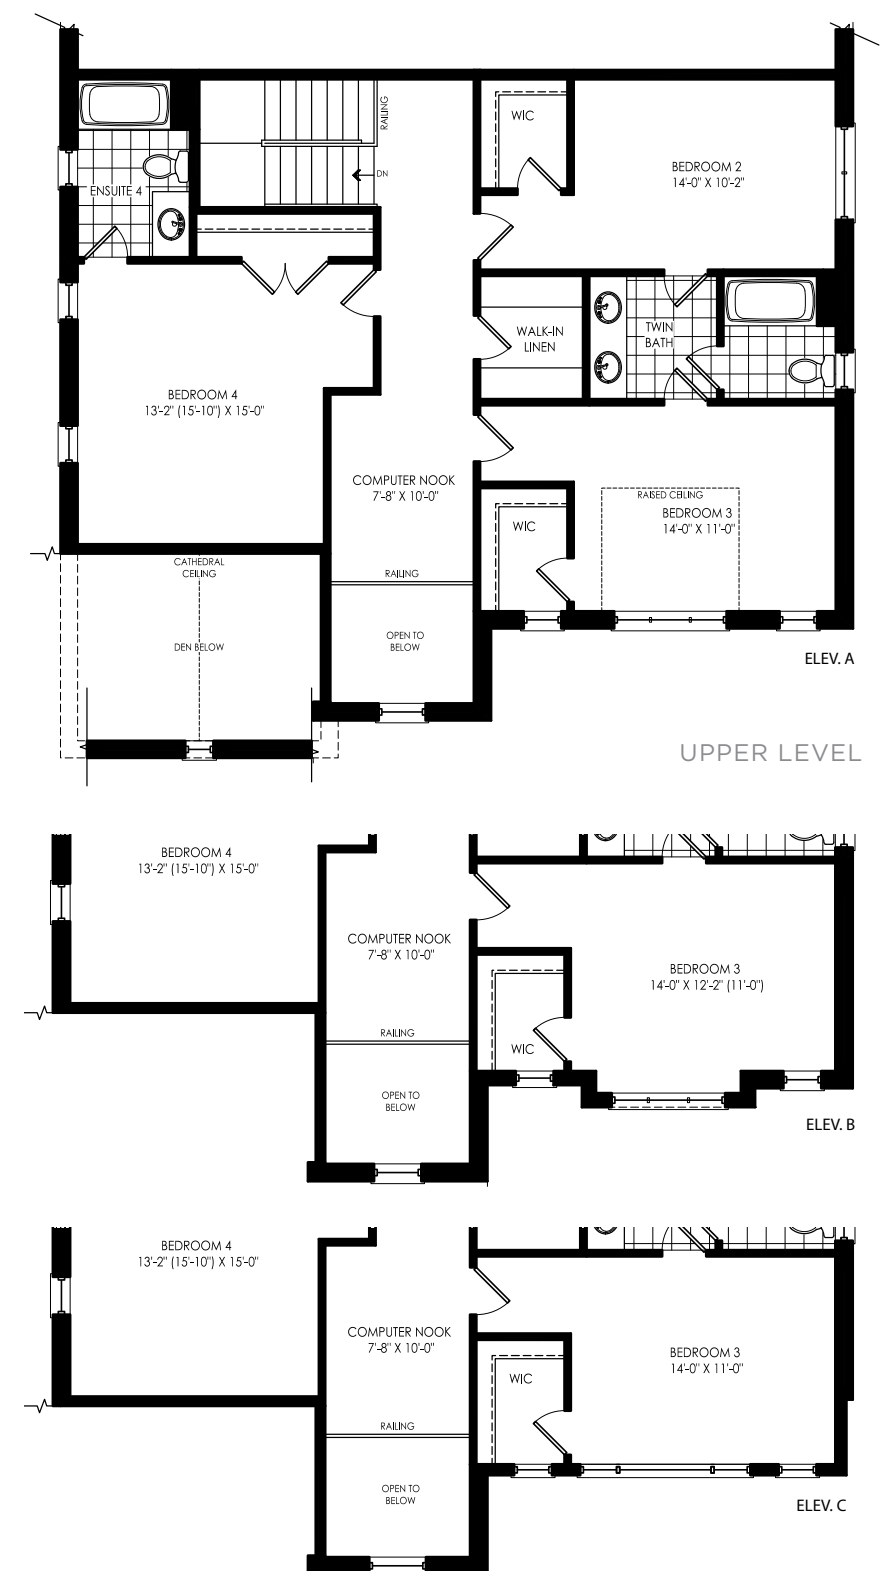 RAILING
WIC
BEDROOM 2
14'-0" X 10'-2"
DN
ENSUITE 4
WALK-IN
LINEN
TWIN
BATH
BEDROOM 4
13'-2" (15'-10") X 15'-0"
COMPUTER NOOK
7'-8" X 10'-0"
RAISED CEILING
BEDROOM 3
14'-0" X 11'-0"
WIC
CATHEDRAL
CEILING
RAILING
DEN BELOW
OPEN TO
BELOW
ELEV. A
UPPER LEVEL
BEDROOM 4
13'-2" (15'-10") X 15'-0"
COMPUTER NOOK
7'-8" X 10'-0"
BEDROOM 3
14'-0" X 12'-2" (11'-0")
RAILING
WIC
OPEN TO
BELOW
ELEV. B
BEDROOM 4
13'-2" (15'-10") X 15'-0"
COMPUTER NOOK
7'-8" X 10'-0"
BEDROOM 3
14'-0" X 11'-0"
WIC
RAILING
OPEN TO
BELOW
ELEV. C